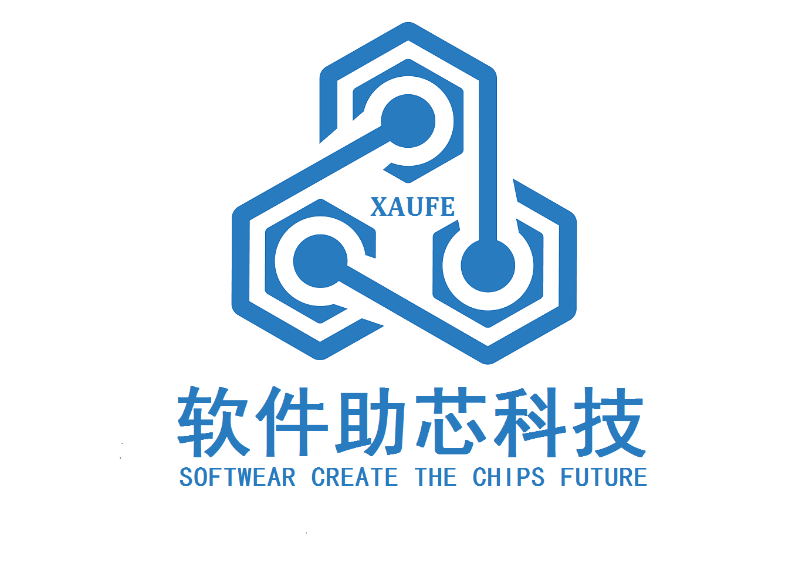 XAUFE
软件助芯科技
SOFTWEAR CREATE THE CHIPS FUTURE